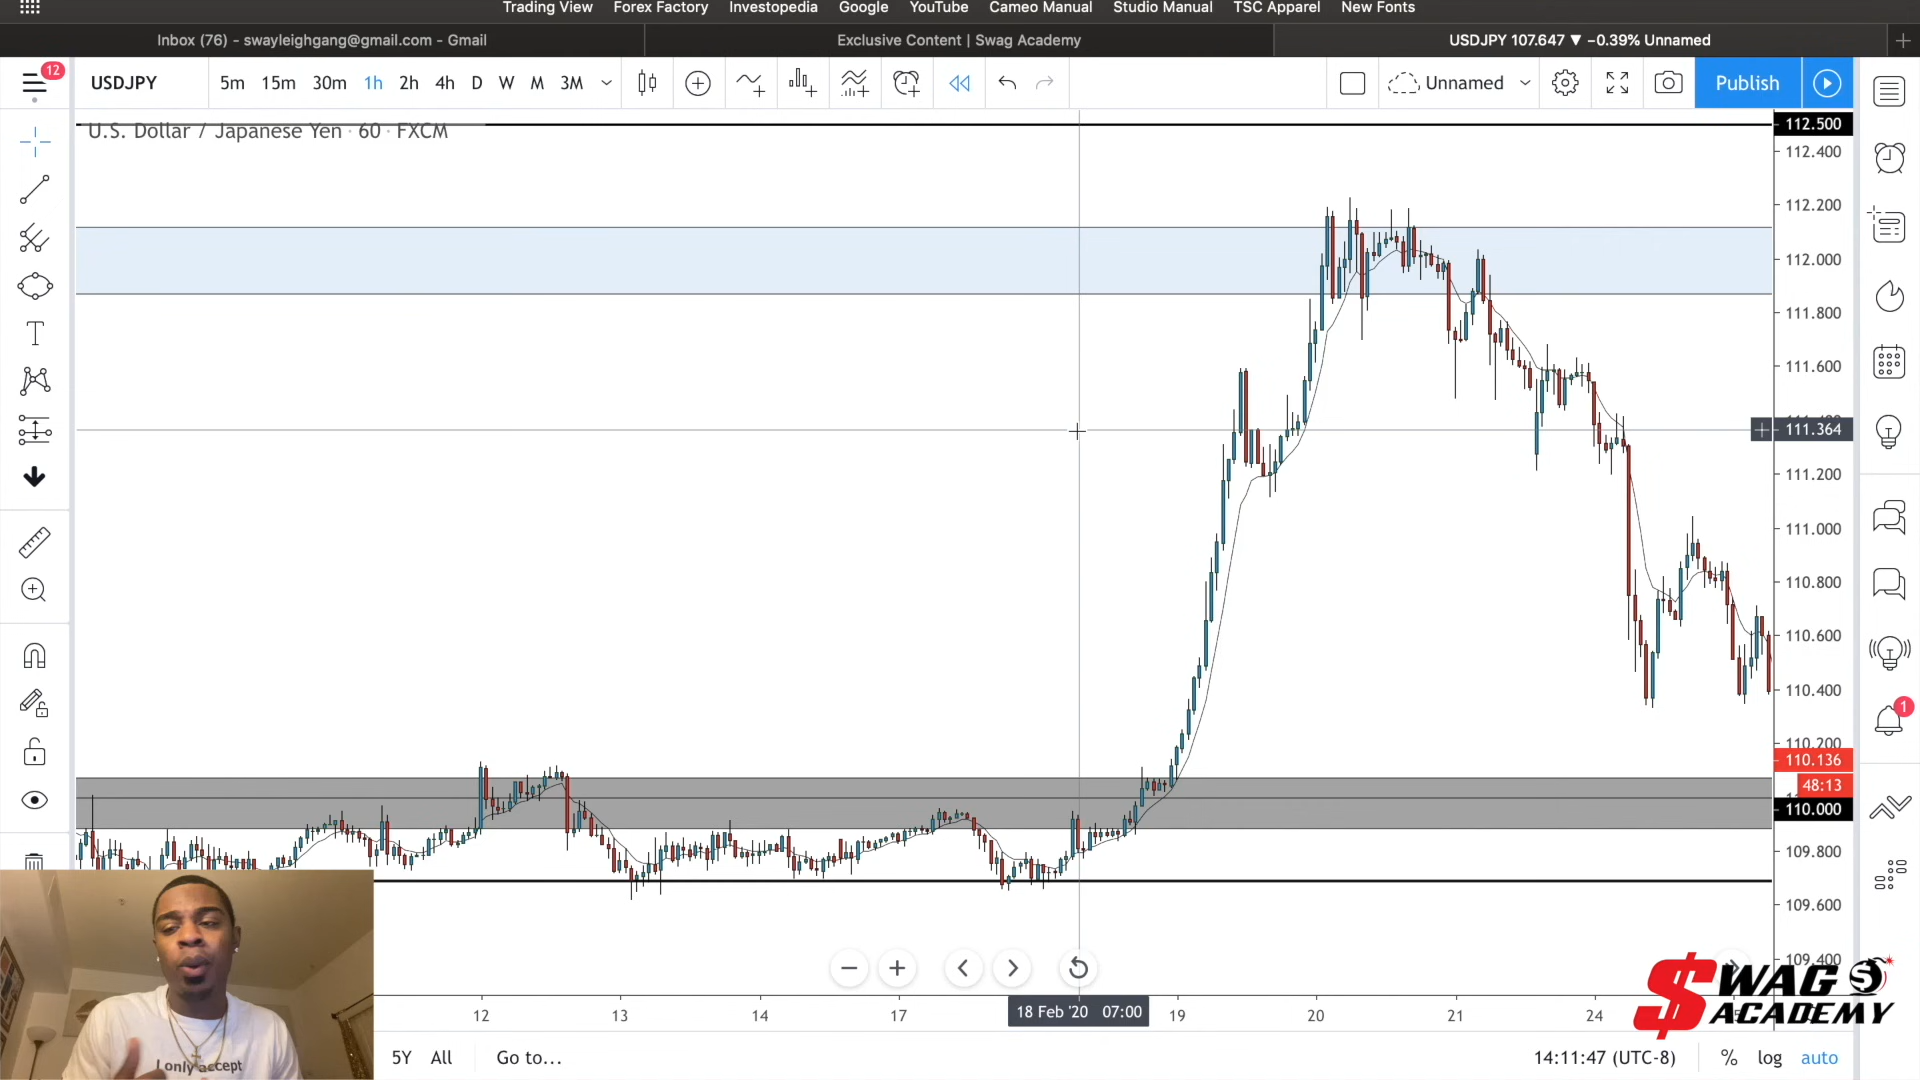 Trading View Forex Factory Investopedia Google YouTube Cameo Manual Studio Manual TSC Apparel New Fonts
Inbox (76) - swayleighgang@gmail.com - Gmail Exclusive Content | Swag Academy USDJPY 107.647 ▼ −0.39% Unnamed
12 USDJPY 5m 15m 30m 1h 2h 4h D W M 3M Unnamed Publish
U.S. Dollar / Japanese Yen · 60 · FXCM
112.500
112.400
112.200
112.000
111.800
111.600
111.364
111.200
111.000
110.800
110.600
110.400
1
110.200
110.136
48:13
110.000
109.800
109.600
109.400
12 13 14 17 18 Feb '20 07:00 19 20 21 24
$WAG
ACADEMY
I only accept
5Y All Go to... 14:11:47 (UTC-8) % log auto